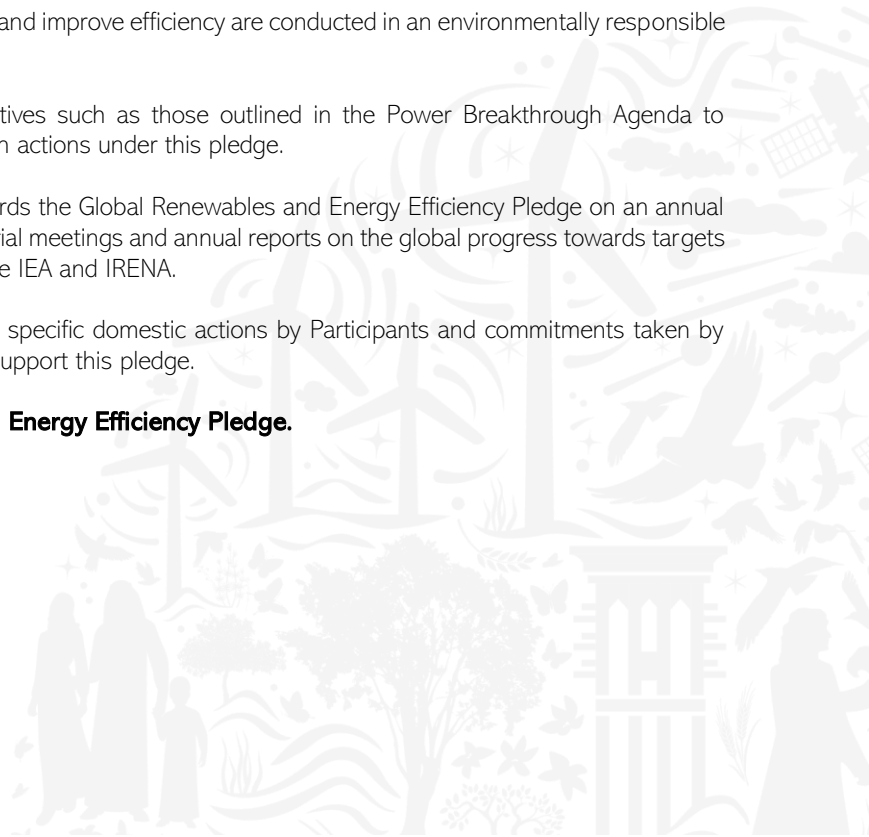 and improve efficiency are conducted in an environmentally responsible
tives such as those outlined in the Power Breakthrough Agenda to
n actions under this pledge.
rds the Global Renewables and Energy Efficiency Pledge on an annual
ial meetings and annual reports on the global progress towards targets
e IEA and IRENA.
specific domestic actions by Participants and commitments taken by
upport this pledge.
Energy Efficiency Pledge.